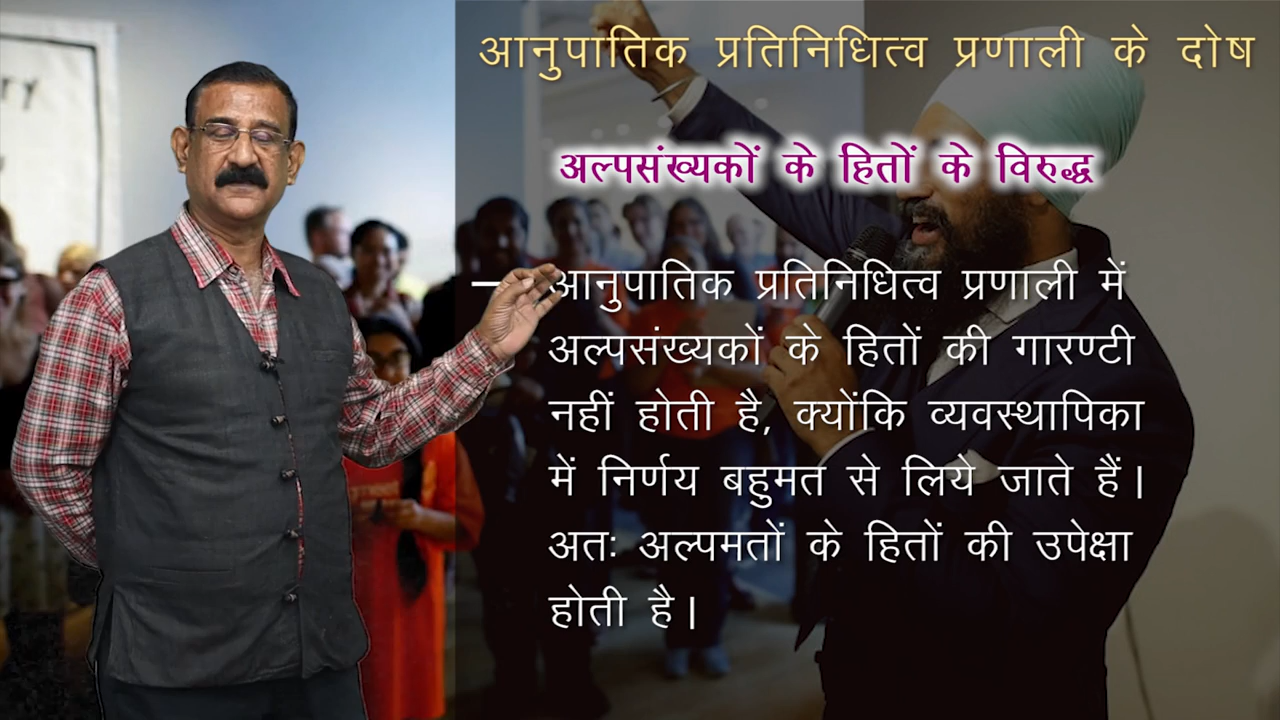 आनुपातिक प्रतिनिधित्व प्रणाली के दोष
अल्पसंख्यकों के हितों के विरुद्ध
— आनुपातिक प्रतिनिधित्व प्रणाली में
अल्पसंख्यकों के हितों की गारण्टी
नहीं होती है, क्योंकि व्यवस्थापिका
में निर्णय बहुमत से लिये जाते हैं।
अतः अल्पमतों के हितों की उपेक्षा
होती है।